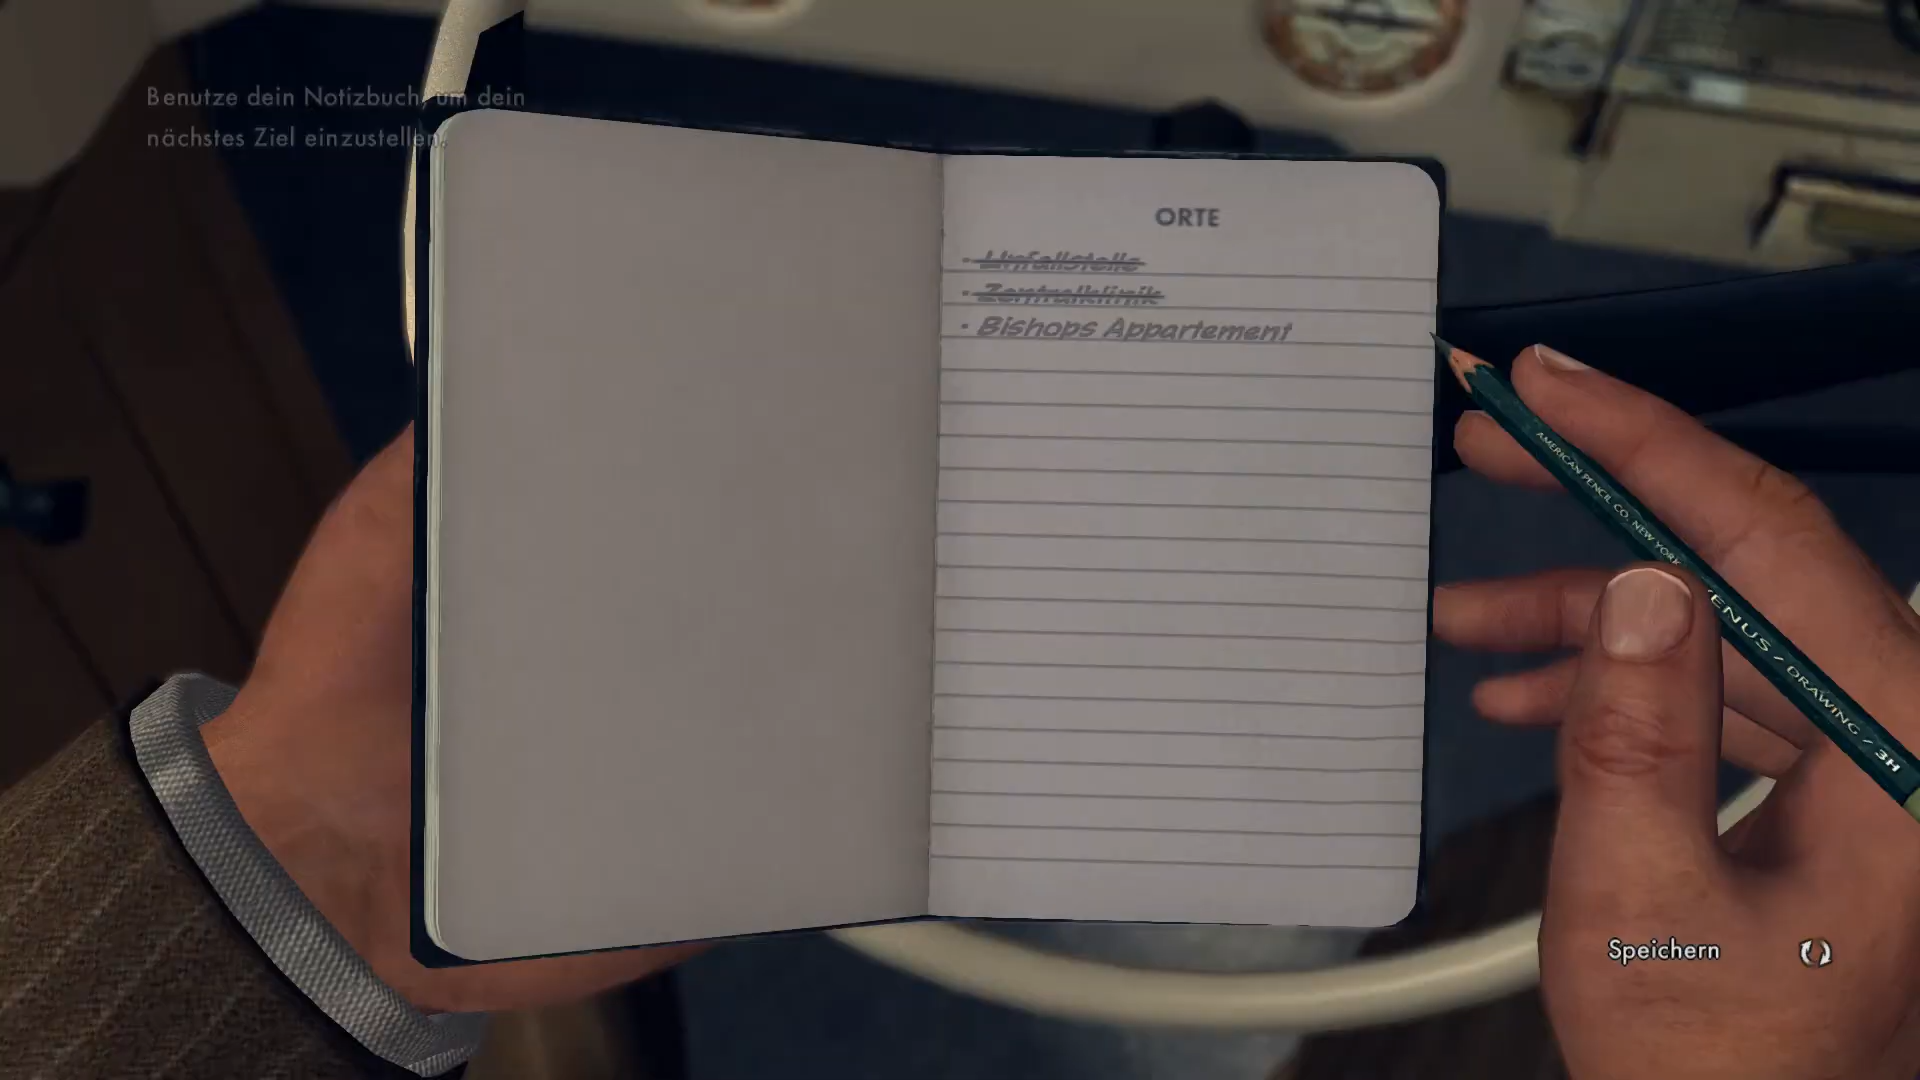 Benutze dein Notizbuch, um dein
nächstes Ziel einzustellen.
ORTE
- Unfallstelle
- Zentralklinik
- Bishops Appartement
AMERICAN PENCIL CO. NEW YORK
VENUS / DRAWING / 3H
Speichern